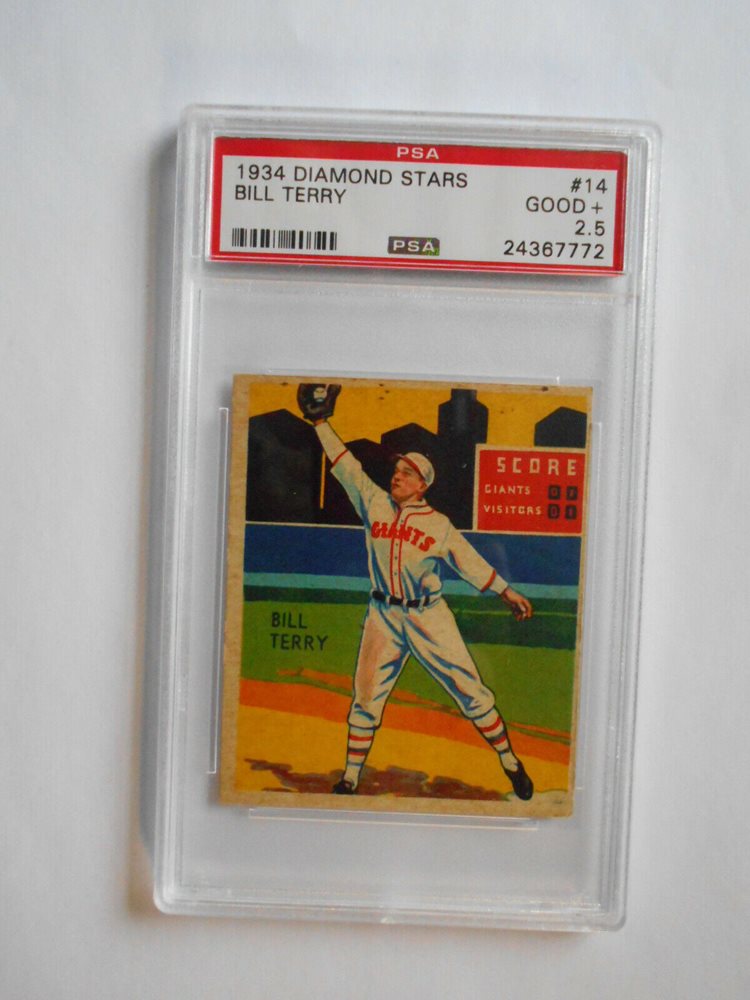 PSA
1934 DIAMOND STARS #14
BILL TERRY GOOD+
2.5
PSA 24367772
SCORE
GIANTS
VISITORS
GIANTS
BILL
TERRY